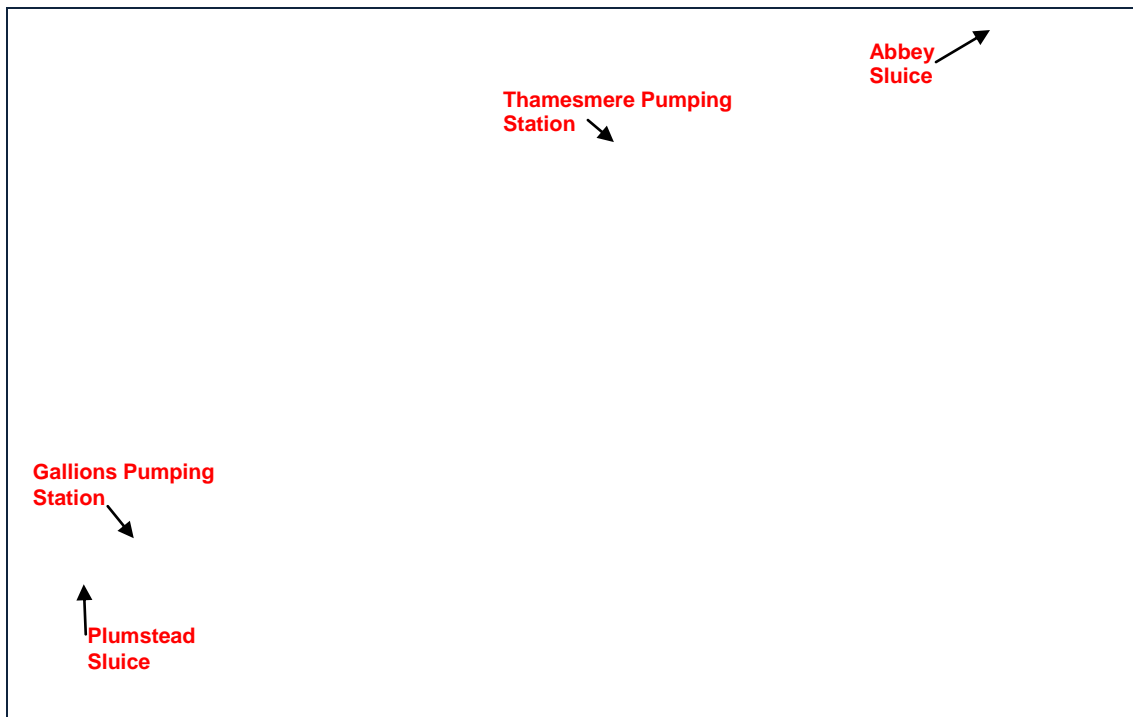 Abbey
Sluice
Thamesmere Pumping
Station
Gallions Pumping
Station
Plumstead
Sluice